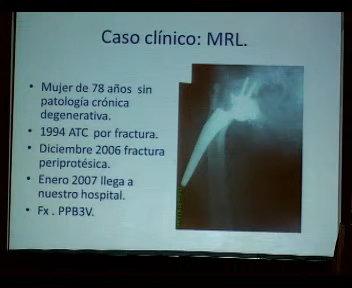 Caso clínico: MRL.
• Mujer de 78 años sin
patología crónica
degenerativa.
• 1994 ATC por fractura.
• Diciembre 2006 fractura
periprotésica.
• Enero 2007 llega a
nuestro hospital.
• Fx . PPB3V.